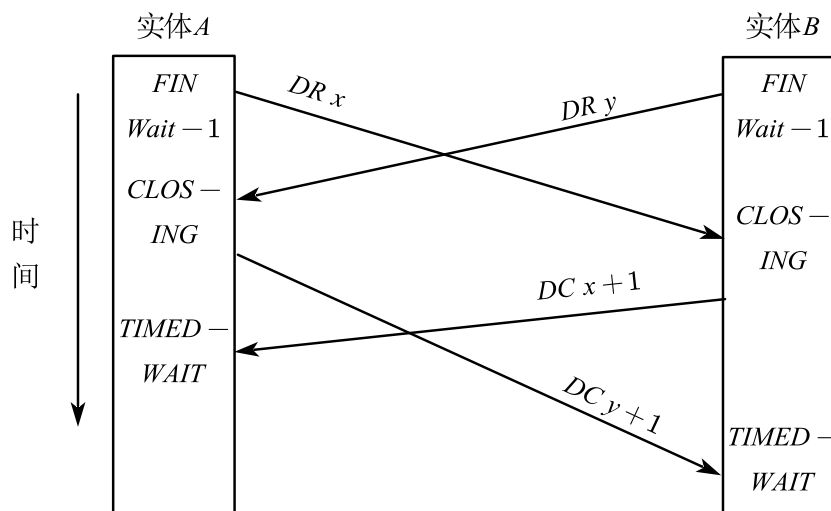 实体A
实体B
FIN
Wait-1
CLOS-
ING
TIMED-
WAIT
DR x
DR y
DC x+1
DC y+1
FIN
Wait-1
CLOS-
ING
TIMED-
WAIT
时
间